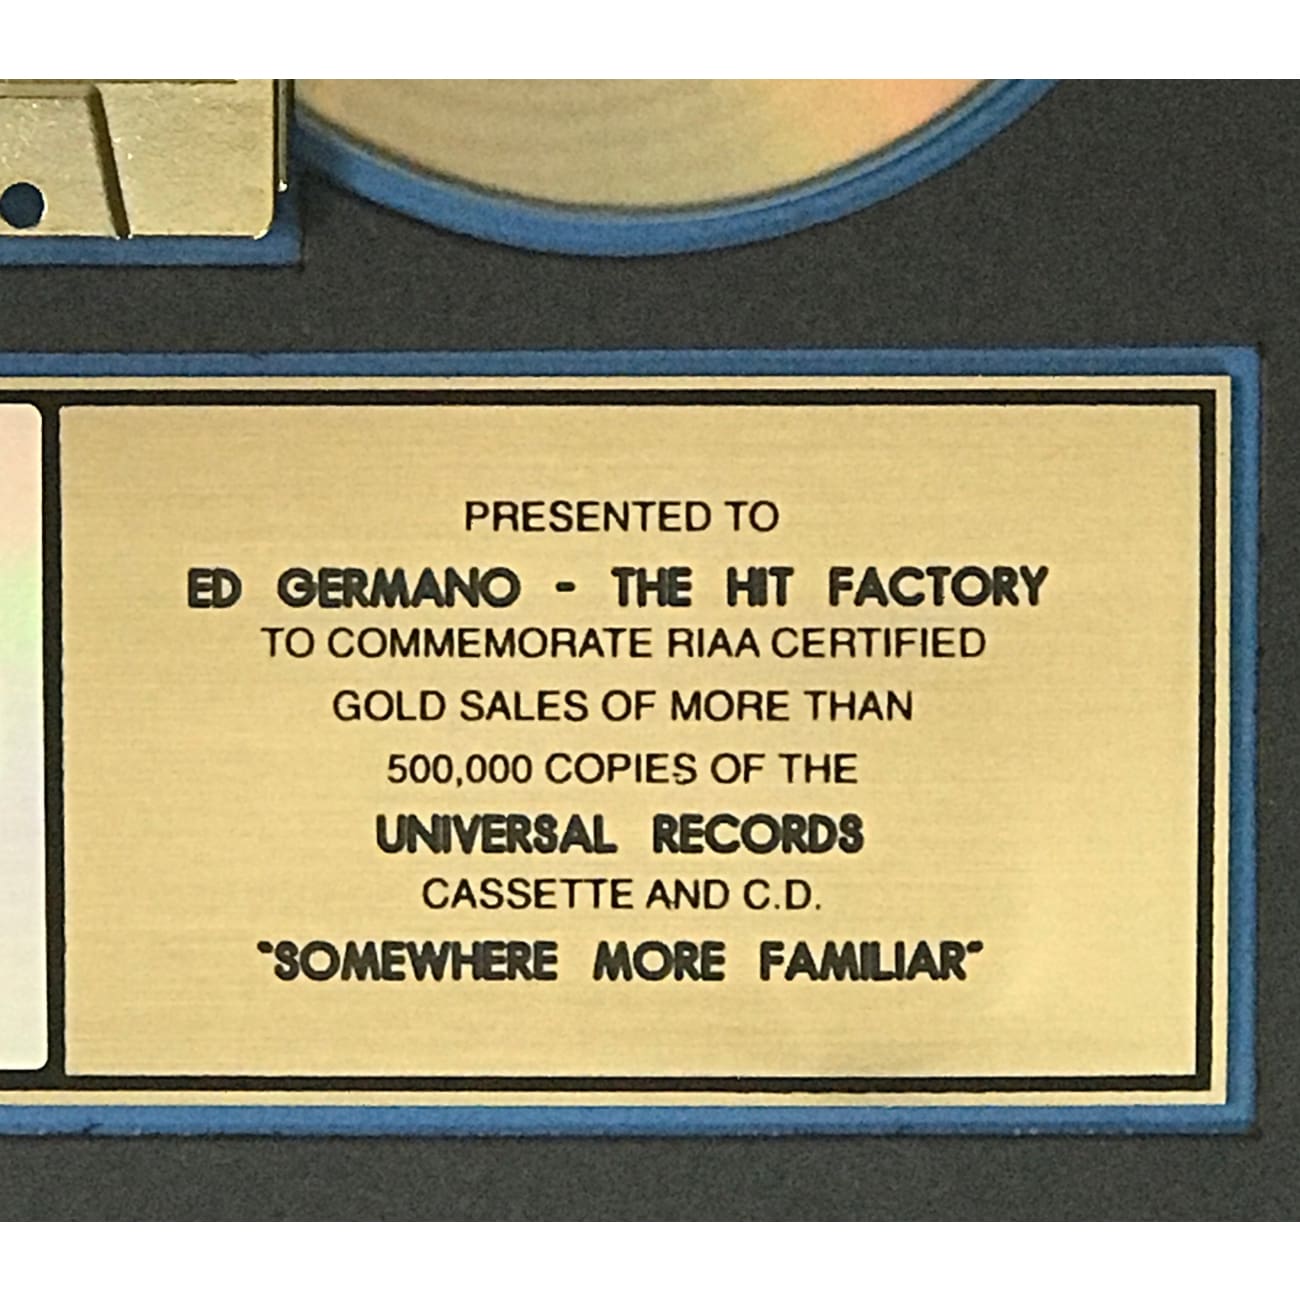 PRESENTED TO
ED GERMANO - THE HIT FACTORY
TO COMMEMORATE RIAA CERTIFIED
GOLD SALES OF MORE THAN
500,000 COPIES OF THE
UNIVERSAL RECORDS
CASSETTE AND C.D.
"SOMEWHERE MORE FAMILIAR"